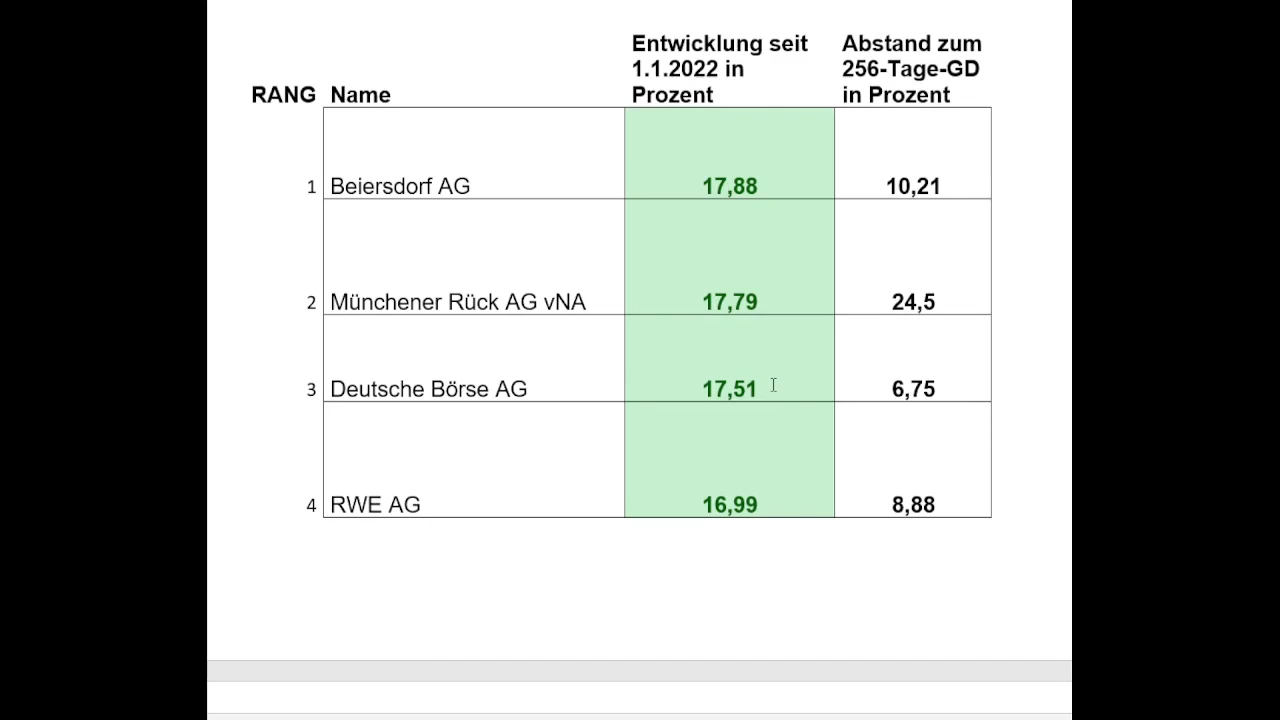 Entwicklung seit Abstand zum
1.1.2022 in 256-Tage-GD
RANG Name Prozent in Prozent
1 Beiersdorf AG 17,88 10,21
2 Münchener Rück AG vNA 17,79 24,5
3 Deutsche Börse AG 17,51 6,75
4 RWE AG 16,99 8,88